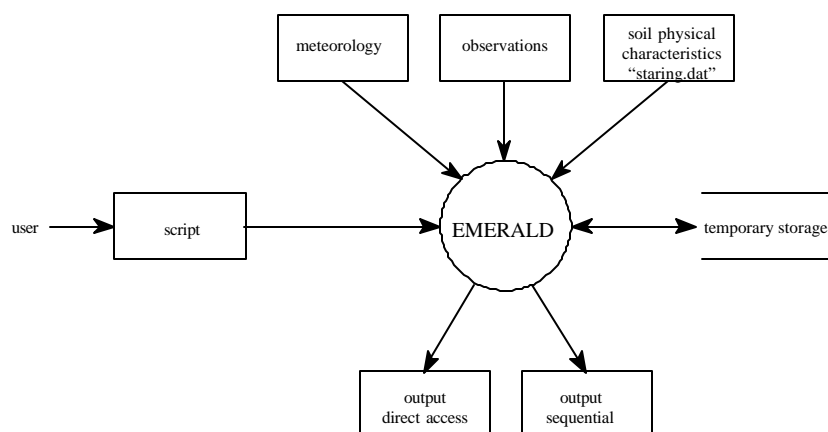 meteorology
observations
soil physical
characteristics
“staring.dat”
user
script
EMERALD
temporary storage
output
direct access
output
sequential